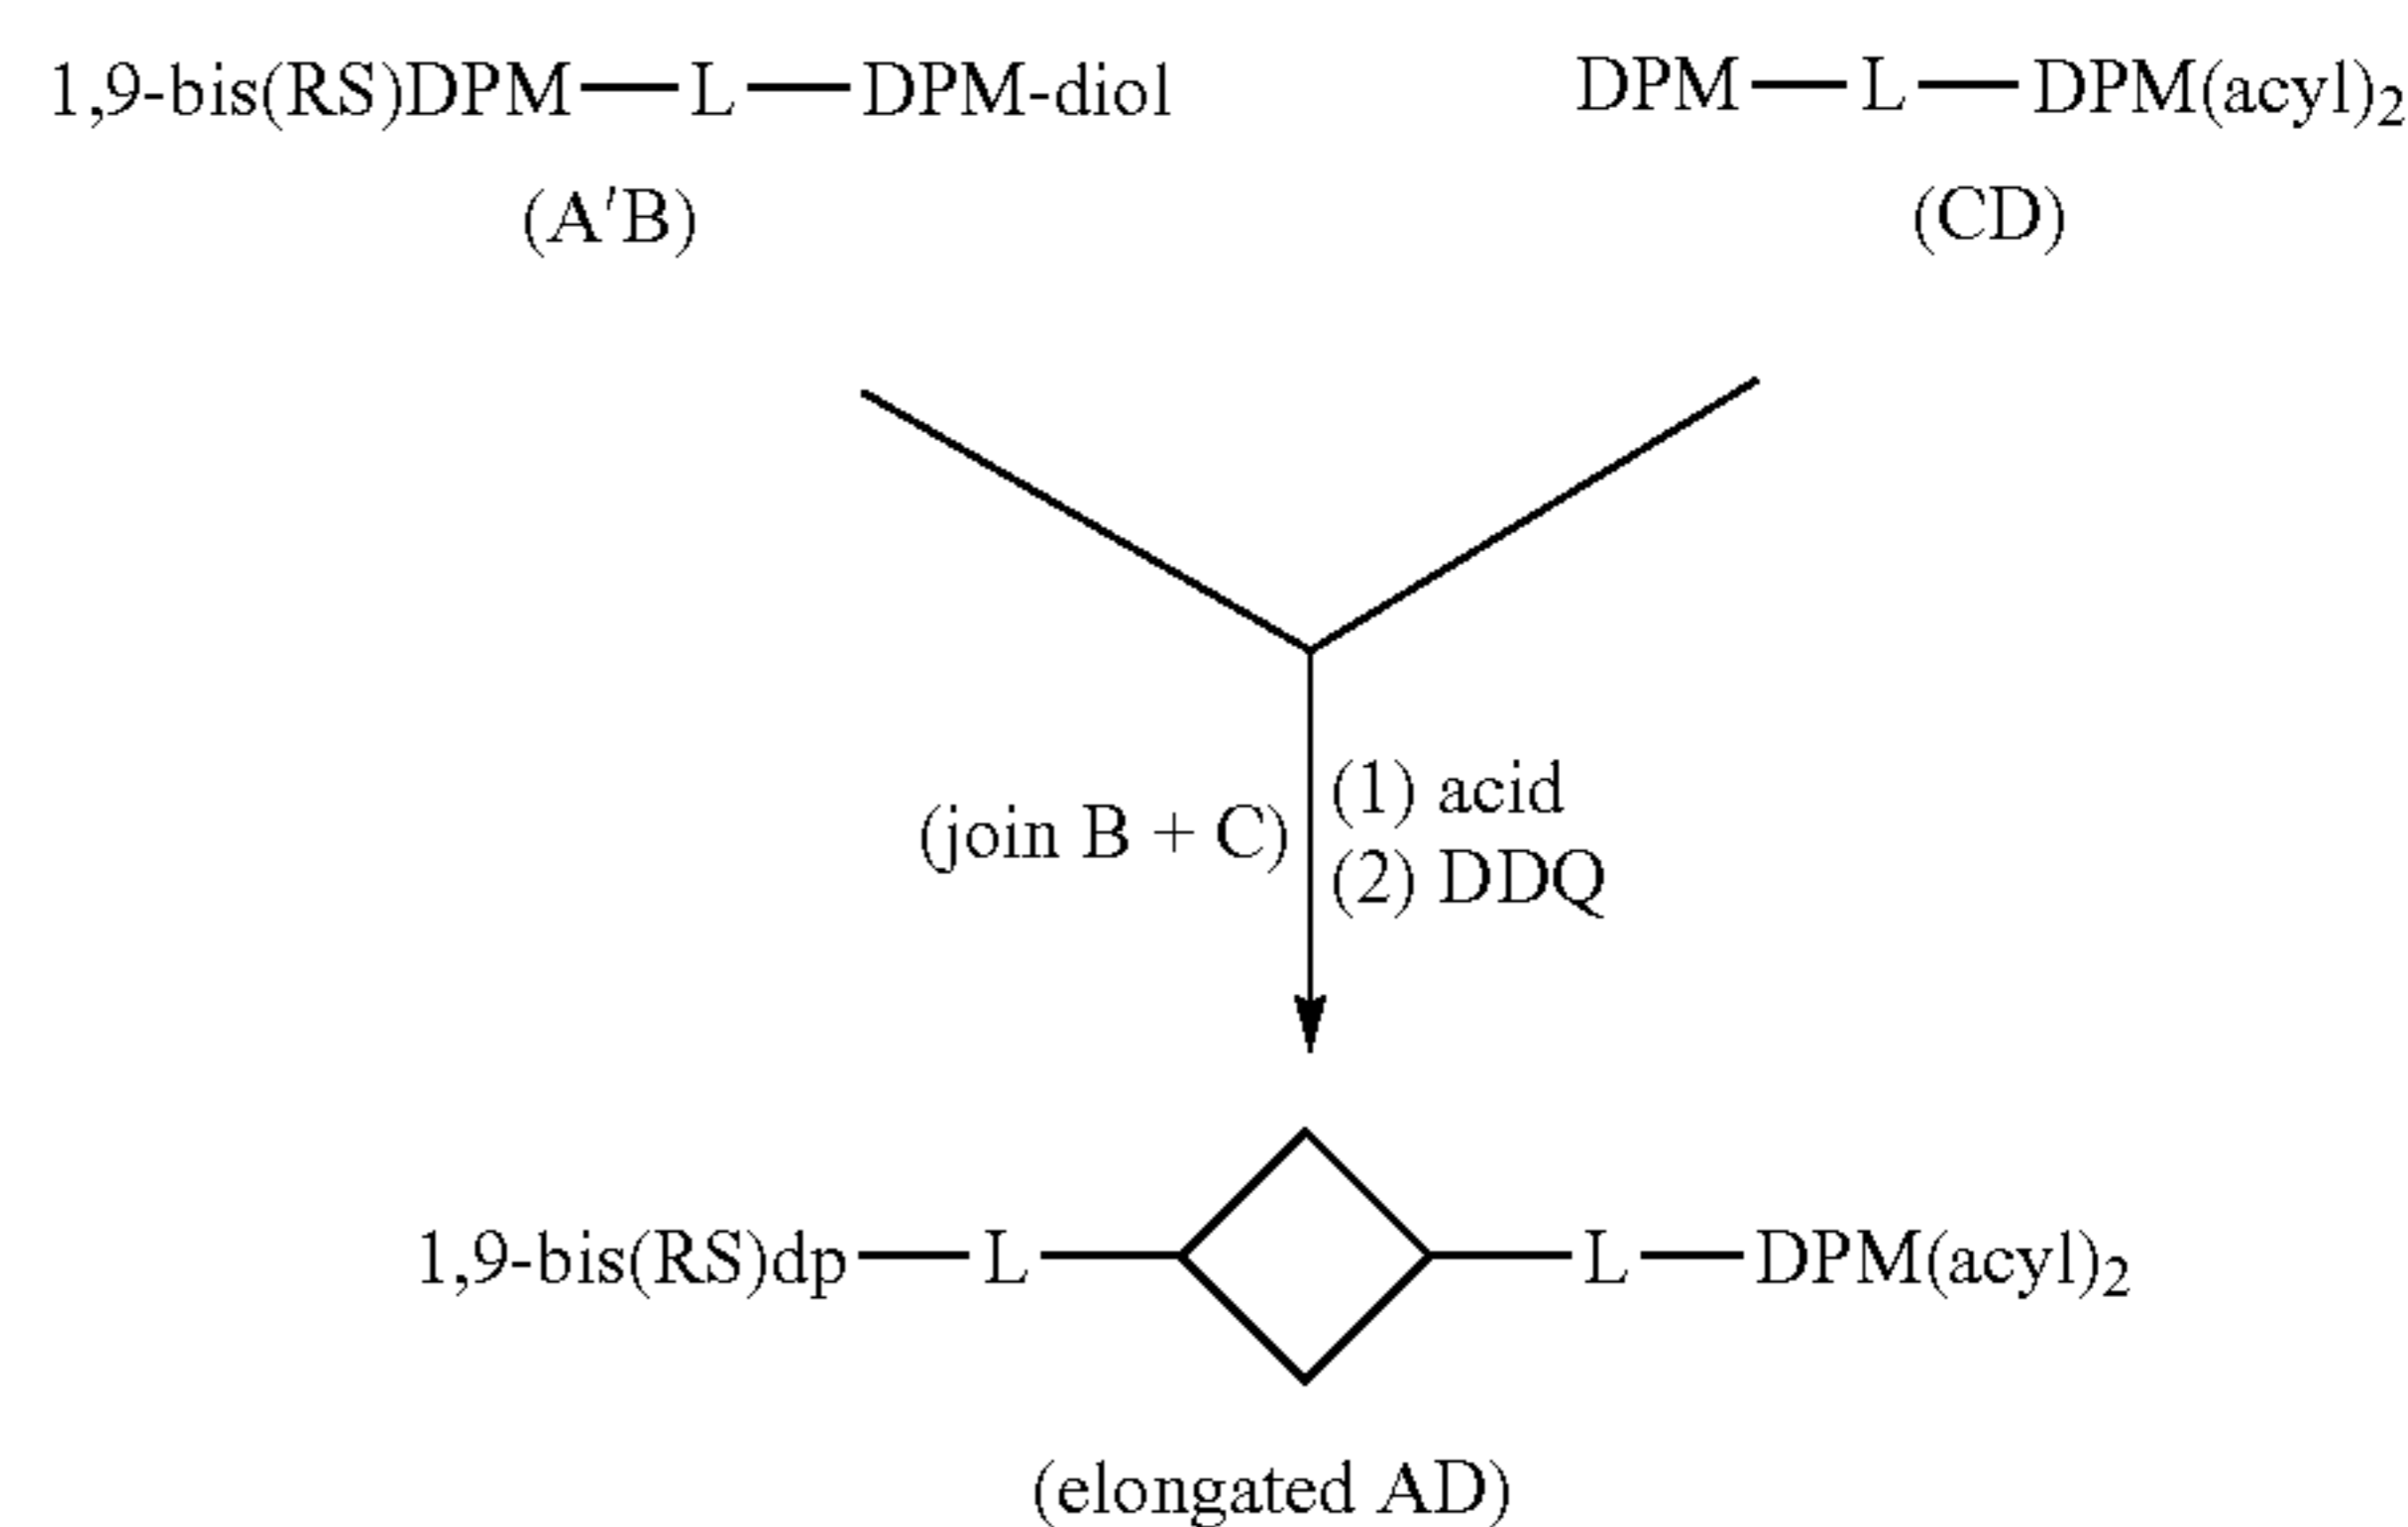 1,9-bis(RS)DPM — L — DPM-diol
(A′B)
DPM — L — DPM(acyl)₂
(CD)
(join B + C)
(1) acid
(2) DDQ
1,9-bis(RS)dp — L — L — DPM(acyl)₂
(elongated AD)